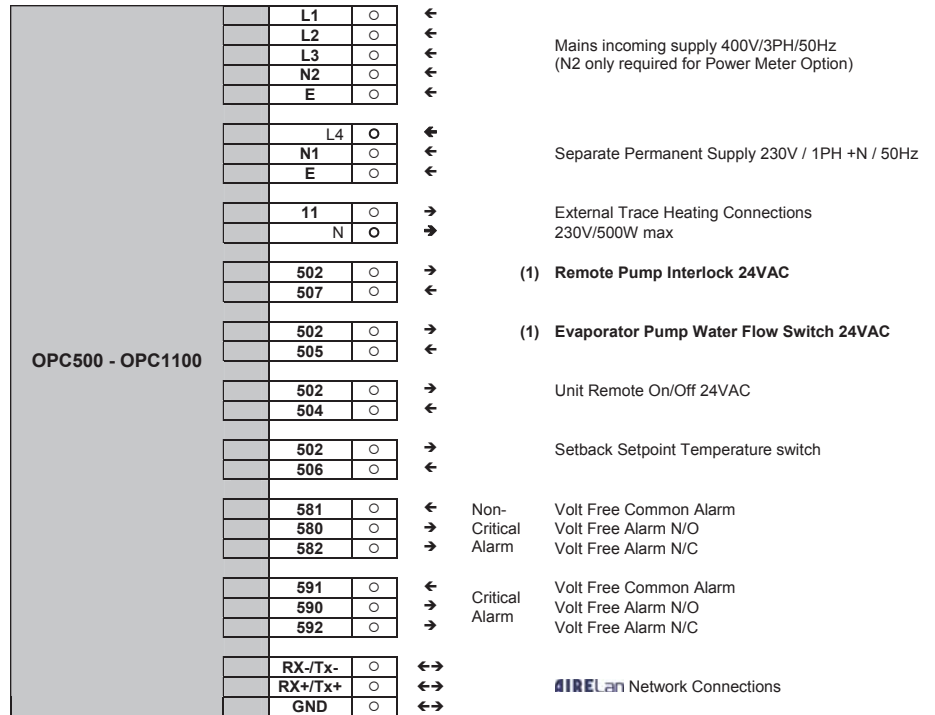 L1 ←
L2 ←
L3 ←
N2 ←
E ←
Mains incoming supply 400V/3PH/50Hz
(N2 only required for Power Meter Option)
L4 ←
N1 ←
E ←
Separate Permanent Supply 230V / 1PH +N / 50Hz
11 → External Trace Heating Connections
N → 230V/500W max
502 → (1) Remote Pump Interlock 24VAC
507 ←
502 → (1) Evaporator Pump Water Flow Switch 24VAC
505 ←
OPC500 - OPC1100
502 → Unit Remote On/Off 24VAC
504 ←
502 → Setback Setpoint Temperature switch
506 ←
581 ← Non- Volt Free Common Alarm
580 → Critical Volt Free Alarm N/O
582 → Alarm Volt Free Alarm N/C
591 ← Volt Free Common Alarm
590 → Critical Volt Free Alarm N/O
592 → Alarm Volt Free Alarm N/C
RX-/Tx- ←→
RX+/Tx+ ←→ AIRELan Network Connections
GND ←→